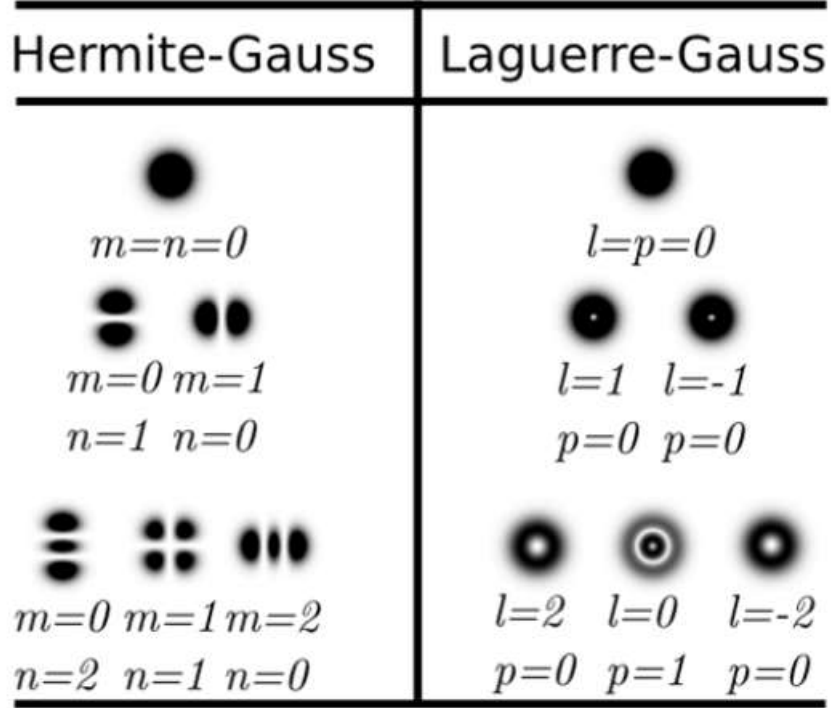 Hermite-Gauss
Laguerre-Gauss
m=n=0
l=p=0
m=0 m=1
l=1 l=-1
n=1 n=0
p=0 p=0
m=0 m=1 m=2
l=2 l=0 l=-2
n=2 n=1 n=0
p=0 p=1 p=0